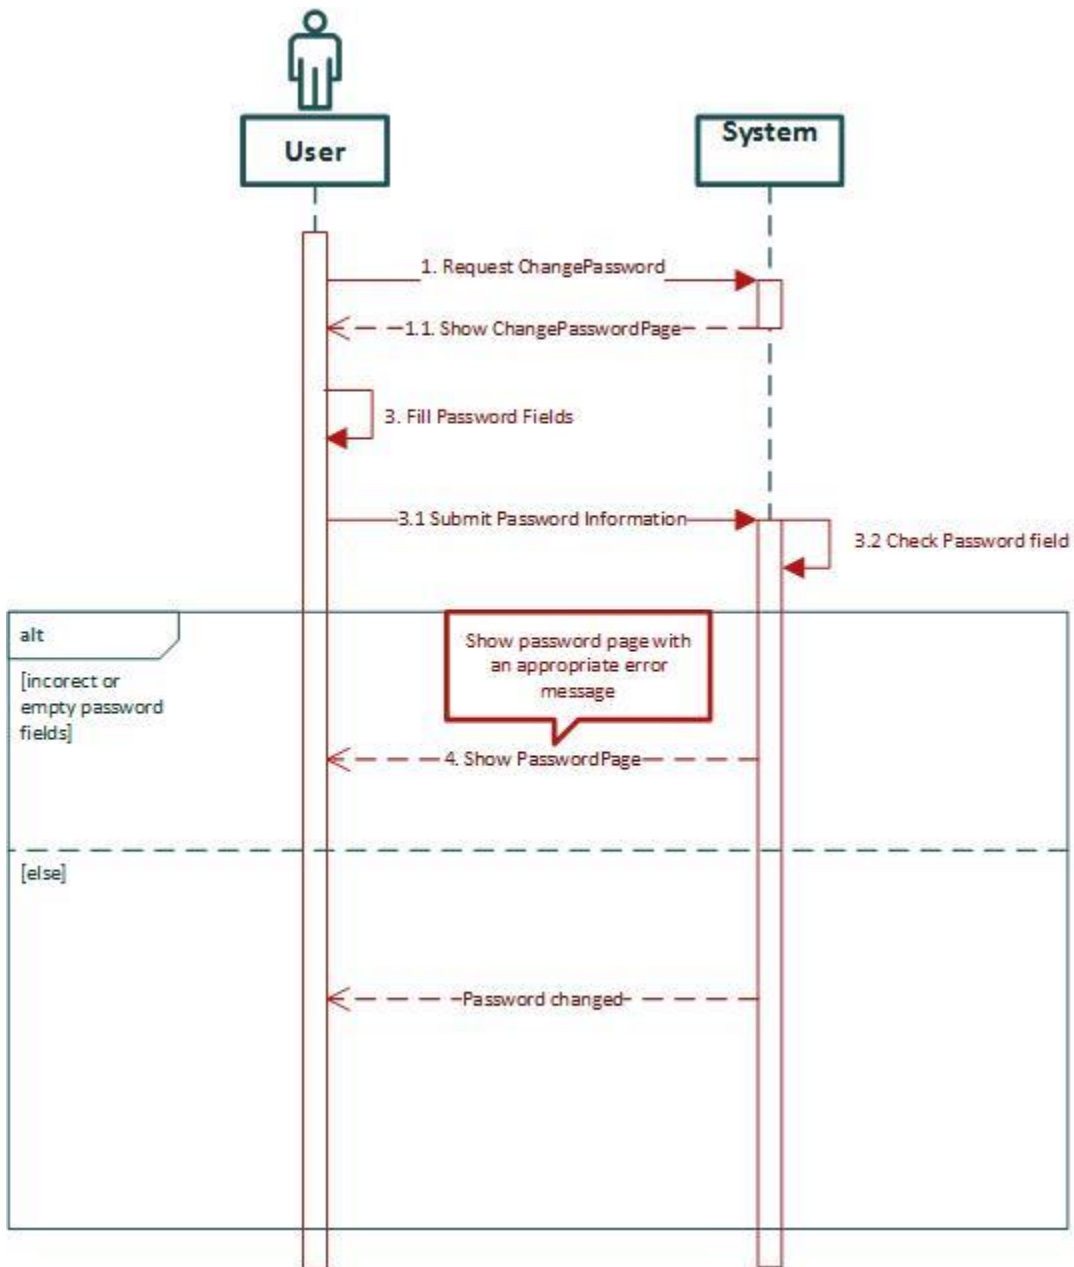 User
System
1. Request ChangePassword
1.1. Show ChangePasswordPage
3. Fill Password Fields
3.1 Submit Password Information
3.2 Check Password field
alt
[incorect or
empty password
fields]
Show password page with
an appropriate error
message
4. Show PasswordPage
[else]
Password changed